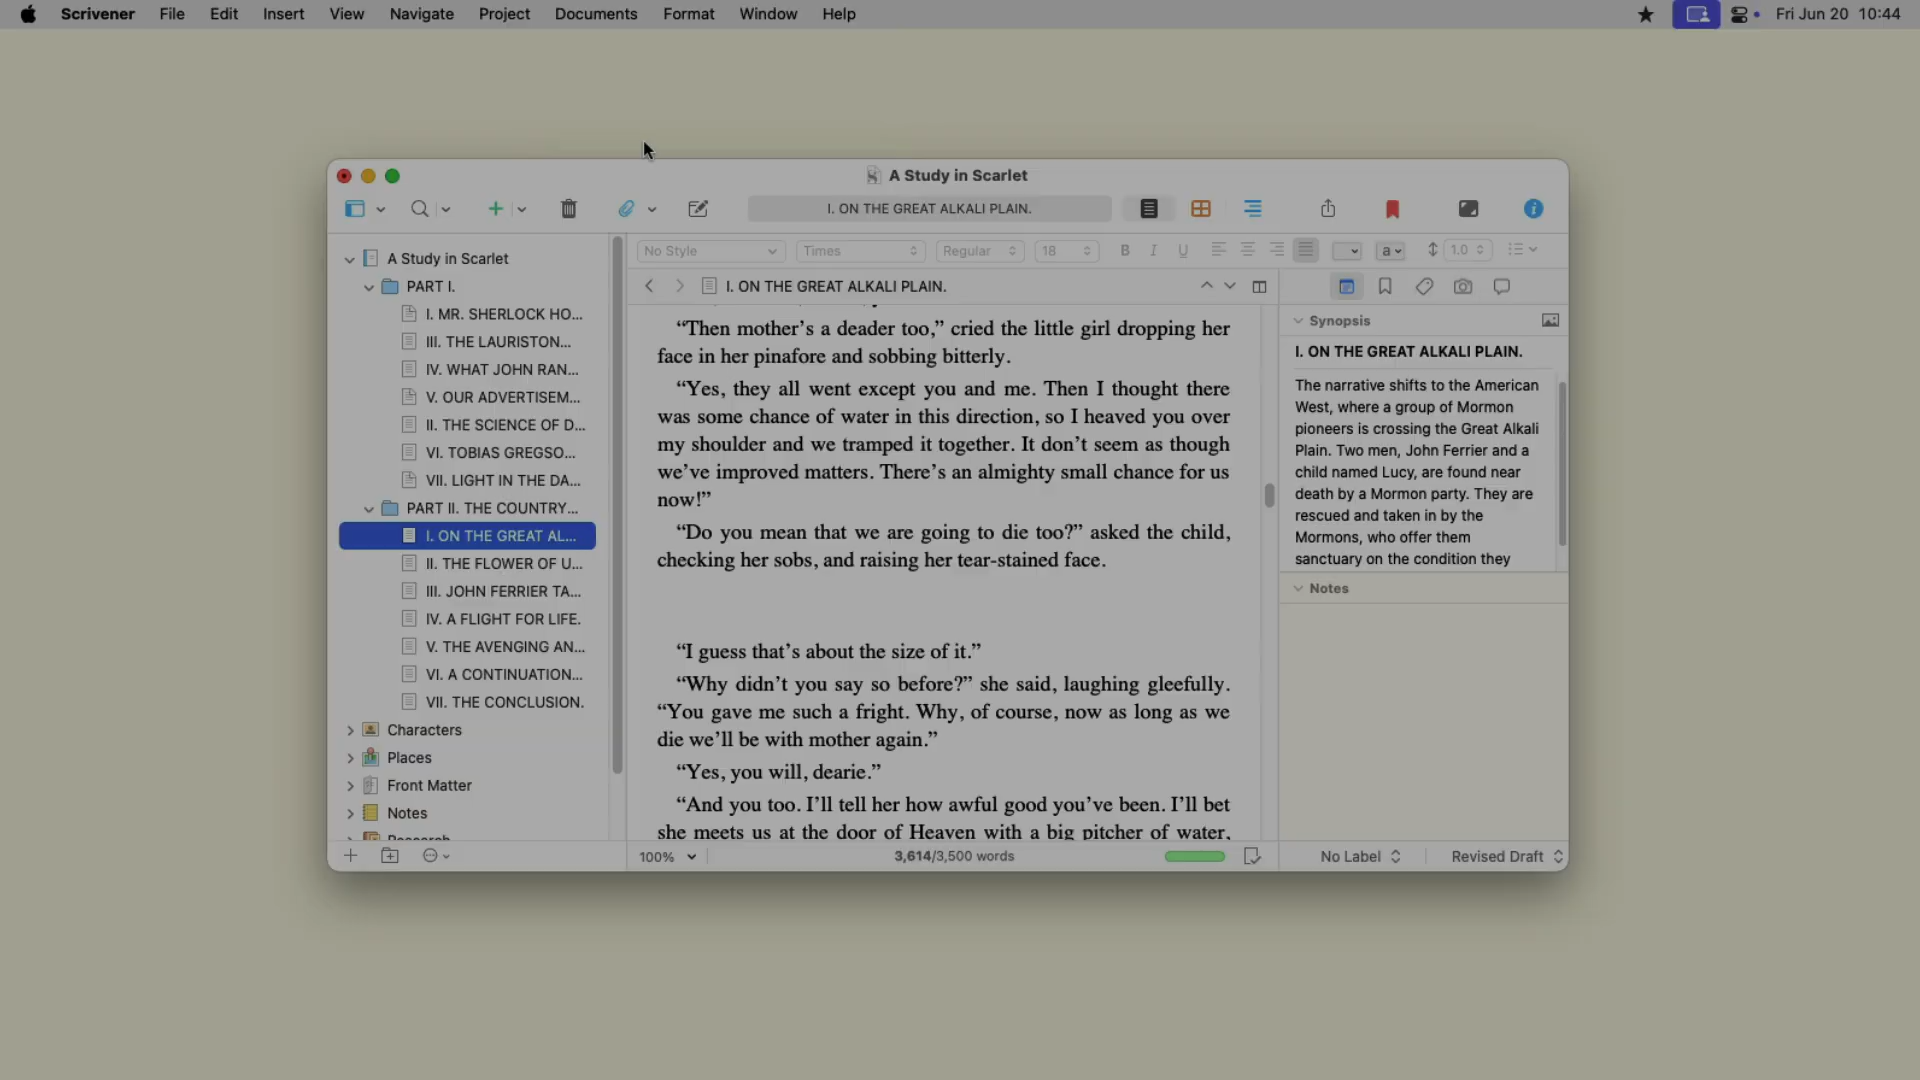 Scrivener File Edit Insert View Navigate Project Documents Format Window Help Fri Jun 20 10:44
A Study in Scarlet
I. ON THE GREAT ALKALI PLAIN.
No Style Times Regular 18 B I U a 1.0
A Study in Scarlet
PART I.
I. MR. SHERLOCK HO...
III. THE LAURISTON...
IV. WHAT JOHN RAN...
V. OUR ADVERTISEM...
II. THE SCIENCE OF D...
VI. TOBIAS GREGSO...
VII. LIGHT IN THE DA...
PART II. THE COUNTRY...
I. ON THE GREAT AL...
II. THE FLOWER OF U...
III. JOHN FERRIER TA...
IV. A FLIGHT FOR LIFE.
V. THE AVENGING AN...
VI. A CONTINUATION...
VII. THE CONCLUSION.
Characters
Places
Front Matter
Notes
Research
I. ON THE GREAT ALKALI PLAIN.
“Then mother’s a deader too,” cried the little girl dropping her
face in her pinafore and sobbing bitterly.
“Yes, they all went except you and me. Then I thought there
was some chance of water in this direction, so I heaved you over
my shoulder and we tramped it together. It don’t seem as though
we’ve improved matters. There’s an almighty small chance for us
now!”
“Do you mean that we are going to die too?” asked the child,
checking her sobs, and raising her tear-stained face.
“I guess that’s about the size of it.”
“Why didn’t you say so before?” she said, laughing gleefully.
“You gave me such a fright. Why, of course, now as long as we
die we’ll be with mother again.”
“Yes, you will, dearie.”
“And you too. I’ll tell her how awful good you’ve been. I’ll bet
she meets us at the door of Heaven with a big pitcher of water,
100%
3,614/3,500 words
Synopsis
I. ON THE GREAT ALKALI PLAIN.
The narrative shifts to the American
West, where a group of Mormon
pioneers is crossing the Great Alkali
Plain. Two men, John Ferrier and a
child named Lucy, are found near
death by a Mormon party. They are
rescued and taken in by the
Mormons, who offer them
sanctuary on the condition they
Notes
No Label
Revised Draft